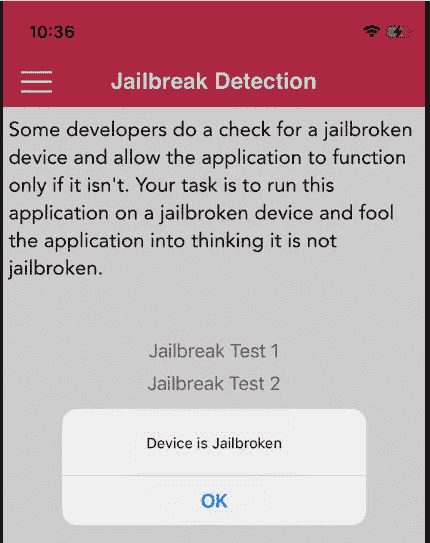 10:36
Jailbreak Detection
Some developers do a check for a jailbroken
device and allow the application to function
only if it isn't. Your task is to run this
application on a jailbroken device and fool
the application into thinking it is not
jailbroken.
Jailbreak Test 1
Jailbreak Test 2
Device is Jailbroken
OK